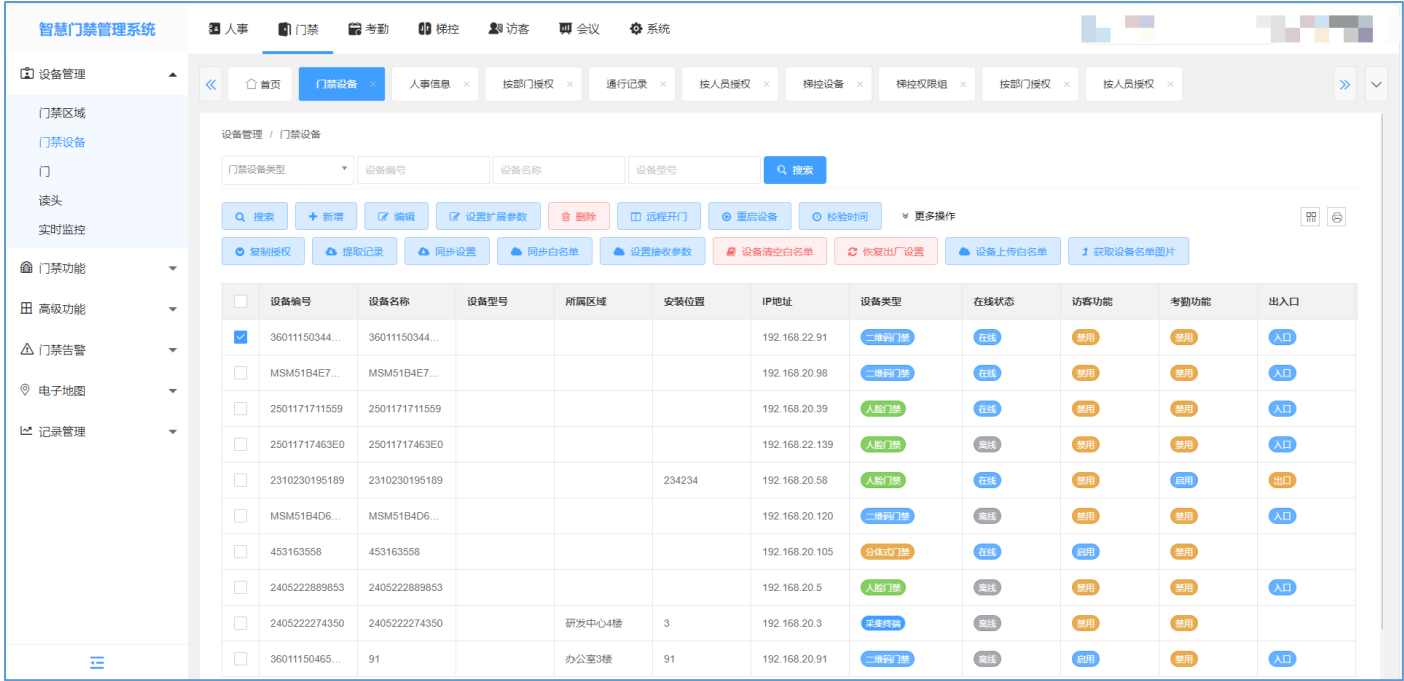 智慧门禁管理系统 人事 门禁 考勤 梯控 访客 会议 系统
设备管理
门禁区域
门禁设备
门
读头
实时监控
门禁功能
高级功能
门禁告警
电子地图
记录管理
首页 门禁设备 × 人事信息 × 按部门授权 × 通行记录 × 按人员授权 × 梯控设备 × 梯控权限组 × 按部门授权 × 按人员授权 ×
设备管理 / 门禁设备
门禁设备类型 设备编号 设备名称 设备型号 搜索
搜索 新增 编辑 设置扩展参数 删除 远程开门 重启设备 校验时间 更多操作
复制授权 提取记录 同步设置 同步白名单 设置接收参数 设备清空白名单 恢复出厂设置 设备上传白名单 获取设备名单图片
设备编号 设备名称 设备型号 所属区域 安装位置 IP地址 设备类型 在线状态 访客功能 考勤功能 出入口
36011150344... 36011150344... 192.168.22.91 二维码门禁 在线 禁用 禁用 入口
MSM51B4E7... MSM51B4E7... 192.168.20.98 二维码门禁 在线 禁用 禁用 入口
2501171711559 2501171711559 192.168.20.39 人脸门禁 在线 禁用 禁用 入口
25011717463E0 25011717463E0 192.168.22.139 人脸门禁 离线 禁用 禁用 入口
2310230195189 2310230195189 234234 192.168.20.58 人脸门禁 在线 禁用 启用 出口
MSM51B4D6... MSM51B4D6... 192.168.20.120 二维码门禁 离线 禁用 禁用 入口
453163558 453163558 192.168.20.105 分体式门禁 在线 启用 禁用
2405222889853 2405222889853 192.168.20.5 人脸门禁 离线 禁用 禁用 入口
2405222274350 2405222274350 研发中心4楼 3 192.168.20.3 采集终端 离线 禁用 禁用
36011150465... 91 办公室3楼 91 192.168.20.91 二维码门禁 离线 启用 禁用 入口